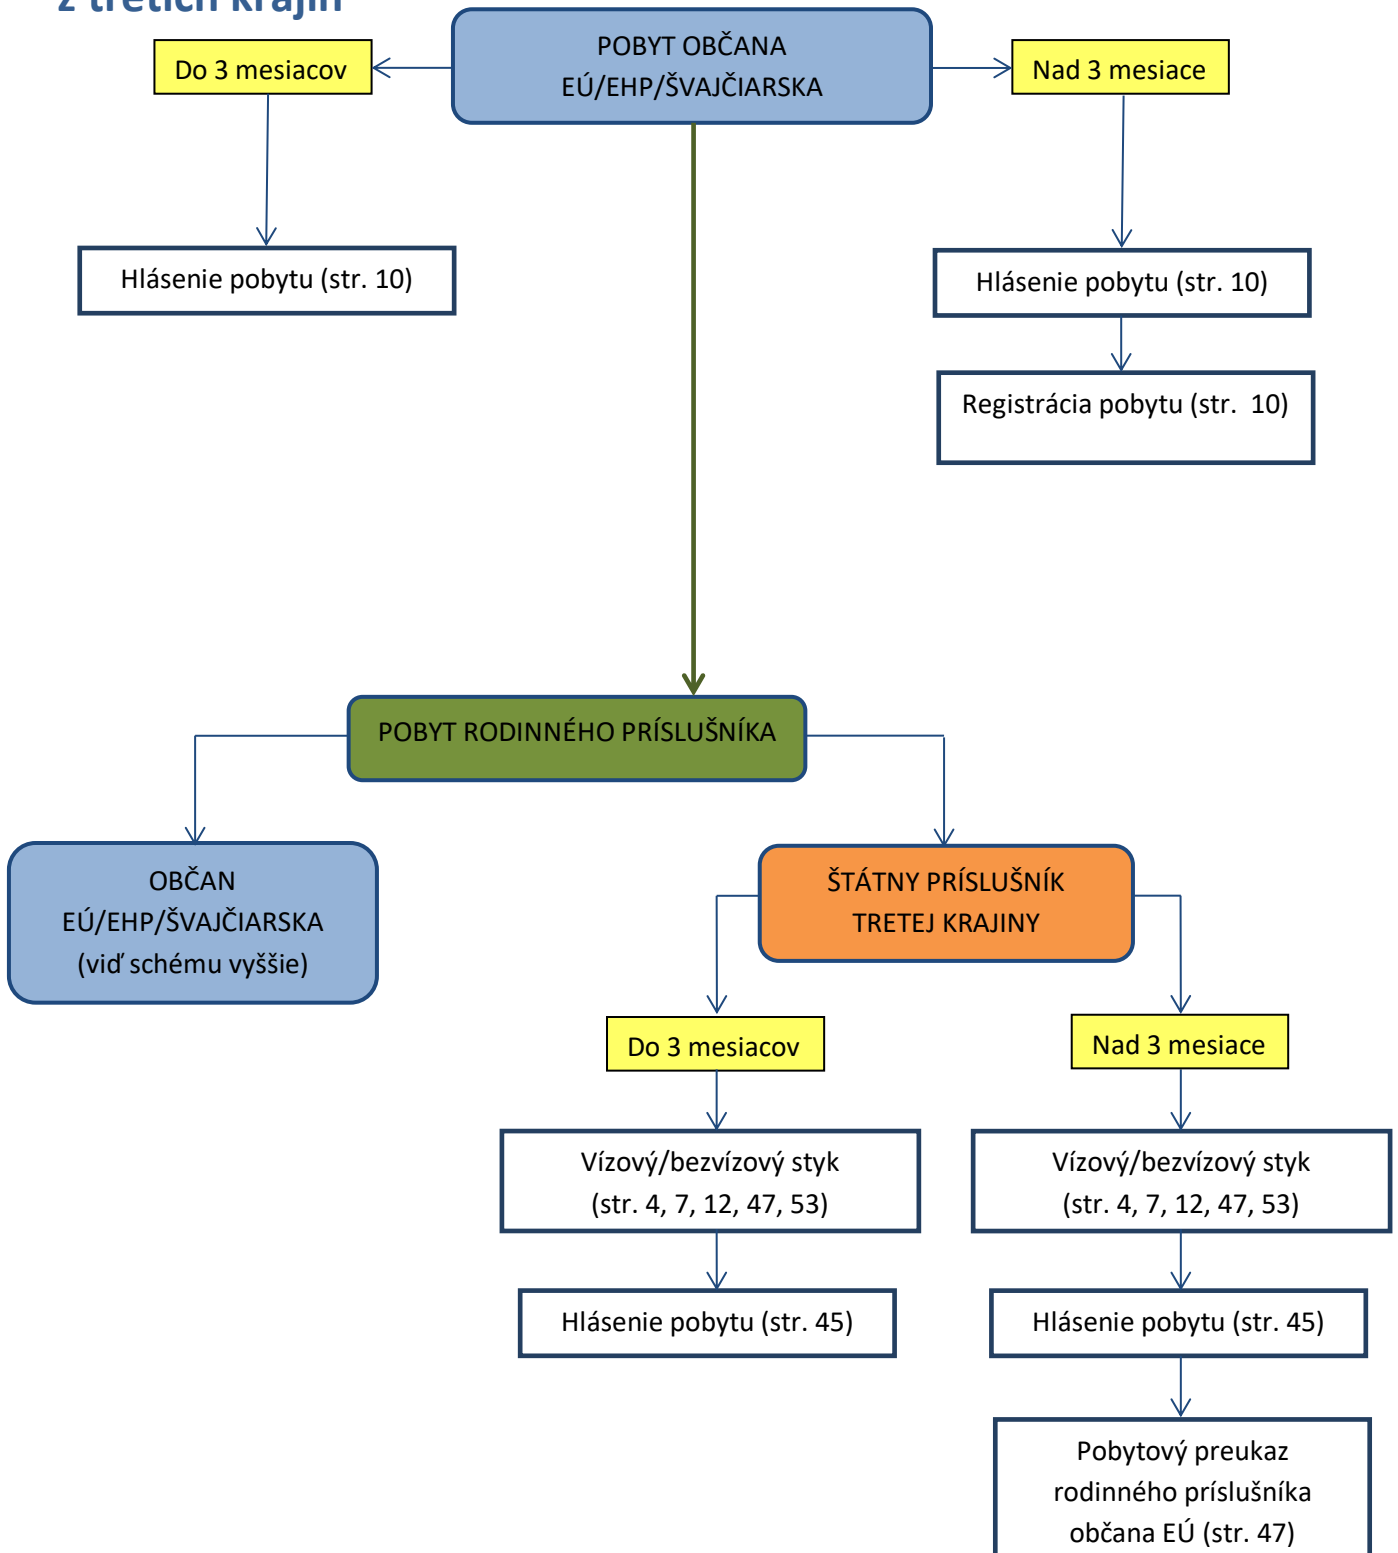 z tretích krajín
POBYT OBČANA
EÚ/EHP/ŠVAJČIARSKA
Do 3 mesiacov
Nad 3 mesiace
Hlásenie pobytu (str. 10)
Hlásenie pobytu (str. 10)
Registrácia pobytu (str. 10)
POBYT RODINNÉHO PRÍSLUŠNÍKA
OBČAN
EÚ/EHP/ŠVAJČIARSKA
(viď schému vyššie)
ŠTÁTNY PRÍSLUŠNÍK
TRETEJ KRAJINY
Do 3 mesiacov
Nad 3 mesiace
Vízový/bezvízový styk
(str. 4, 7, 12, 47, 53)
Vízový/bezvízový styk
(str. 4, 7, 12, 47, 53)
Hlásenie pobytu (str. 45)
Hlásenie pobytu (str. 45)
Pobytový preukaz
rodinného príslušníka
občana EÚ (str. 47)